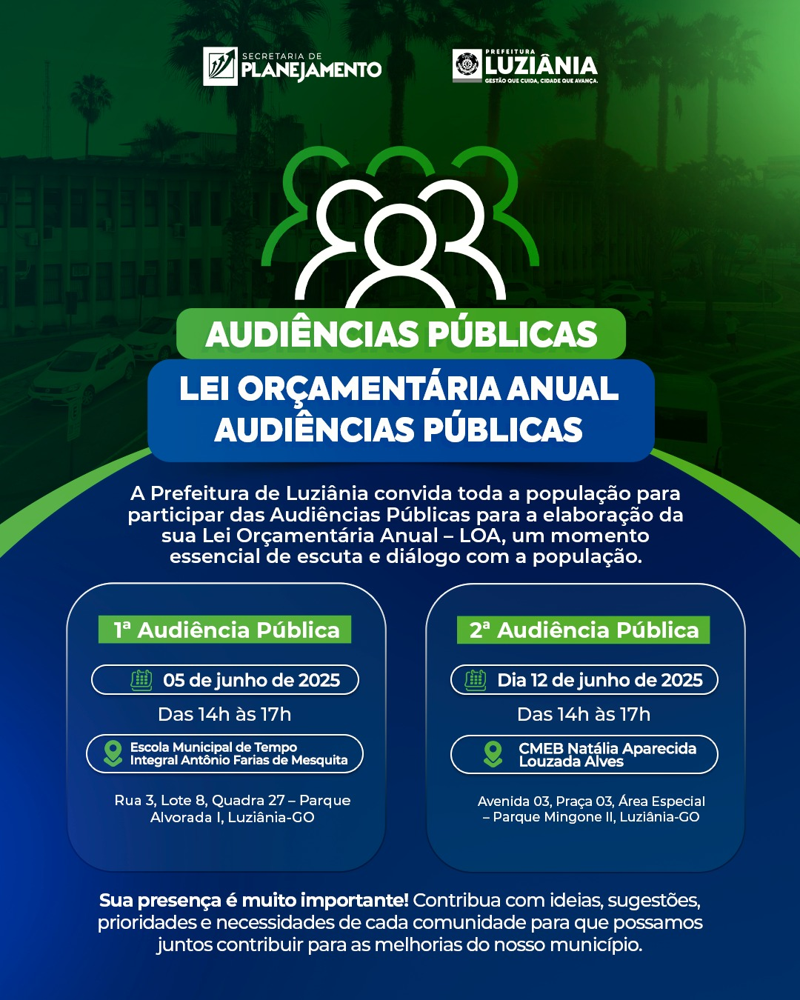 SECRETARIA DE
PLANEJAMENTO
PREFEITURA
LUZIÂNIA
GESTÃO QUE CUIDA, CIDADE QUE AVANÇA.
AUDIÊNCIAS PÚBLICAS
LEI ORÇAMENTÁRIA ANUAL
AUDIÊNCIAS PÚBLICAS
A Prefeitura de Luziânia convida toda a população para
participar das Audiências Públicas para a elaboração da
sua Lei Orçamentária Anual – LOA, um momento
essencial de escuta e diálogo com a população.
1ª Audiência Pública
05 de junho de 2025
Das 14h às 17h
Escola Municipal de Tempo
Integral Antônio Farias de Mesquita
Rua 3, Lote 8, Quadra 27 – Parque
Alvorada I, Luziânia-GO
2ª Audiência Pública
Dia 12 de junho de 2025
Das 14h às 17h
CMEB Natália Aparecida
Louzada Alves
Avenida 03, Praça 03, Área Especial
– Parque Mingone II, Luziânia-GO
Sua presença é muito importante! Contribua com ideias, sugestões,
prioridades e necessidades de cada comunidade para que possamos
juntos contribuir para as melhorias do nosso município.